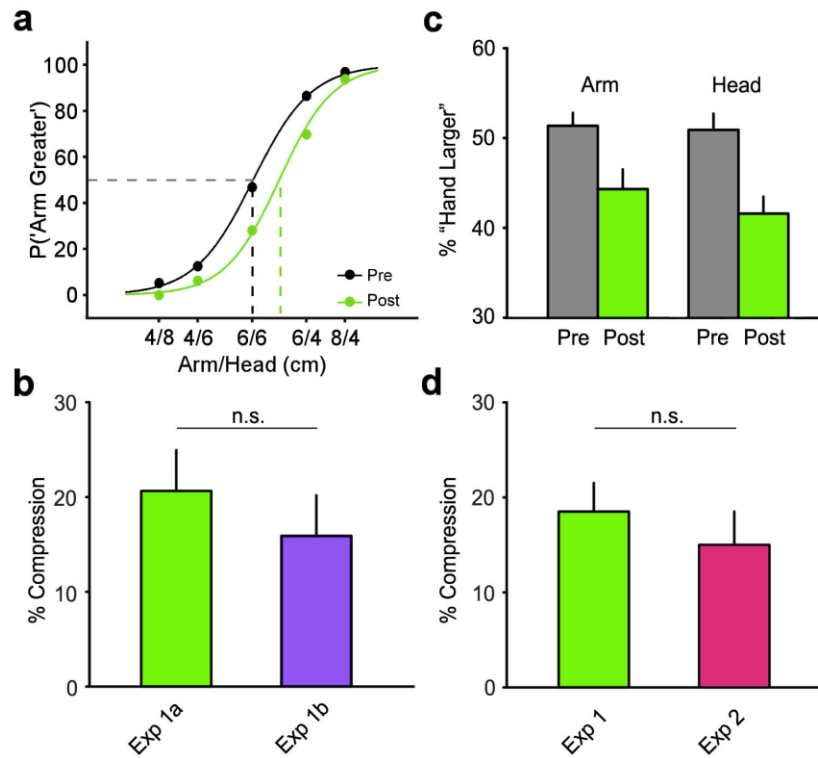 a
P('Arm Greater')
100
80
60
40
20
0
4/8 4/6 6/6 6/4 8/4
Arm/Head (cm)
Pre
Post
c
% “Hand Larger”
60
50
40
30
Arm Head
Pre Post Pre Post
b
% Compression
30
20
10
0
n.s.
Exp 1a Exp 1b
d
% Compression
30
20
10
0
n.s.
Exp 1 Exp 2